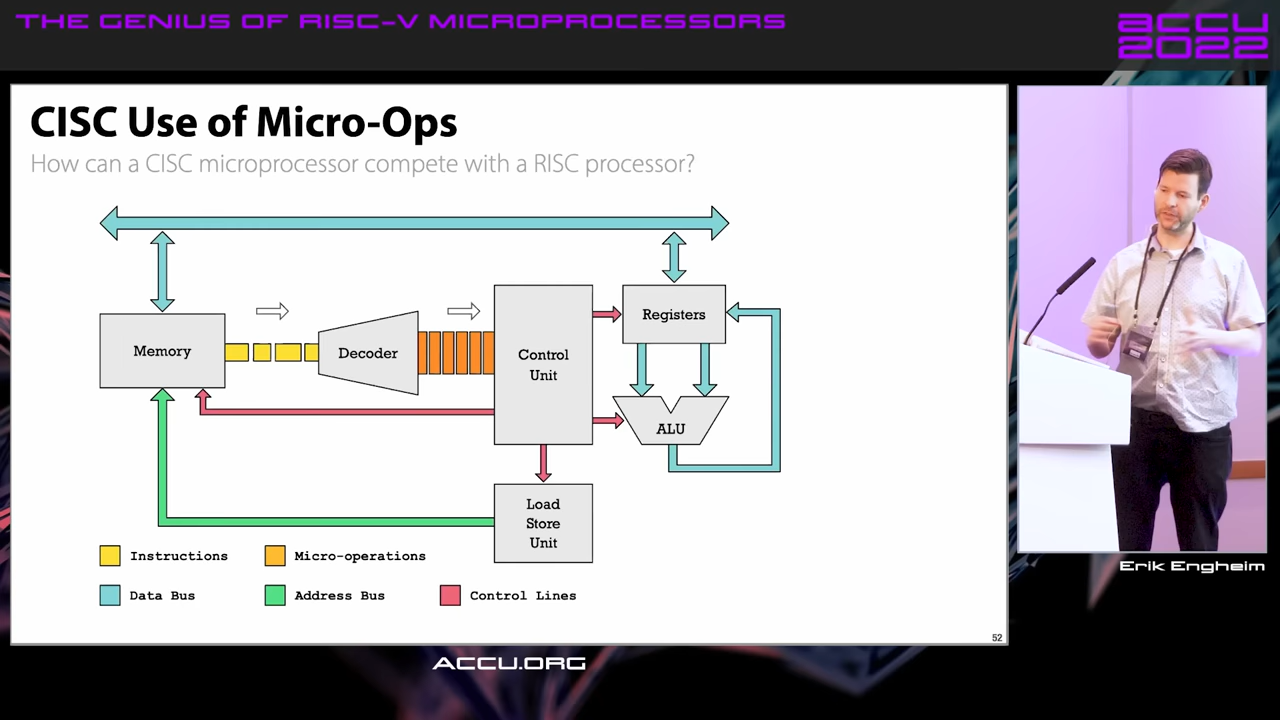 THE GENIUS OF RISC-V MICROPROCESSORS
accu
2022
CISC Use of Micro-Ops
How can a CISC microprocessor compete with a RISC processor?
Memory
Decoder
Control
Unit
Registers
ALU
Load
Store
Unit
Instructions
Micro-operations
Data Bus
Address Bus
Control Lines
52
Erik Engheim
ACCU.ORG